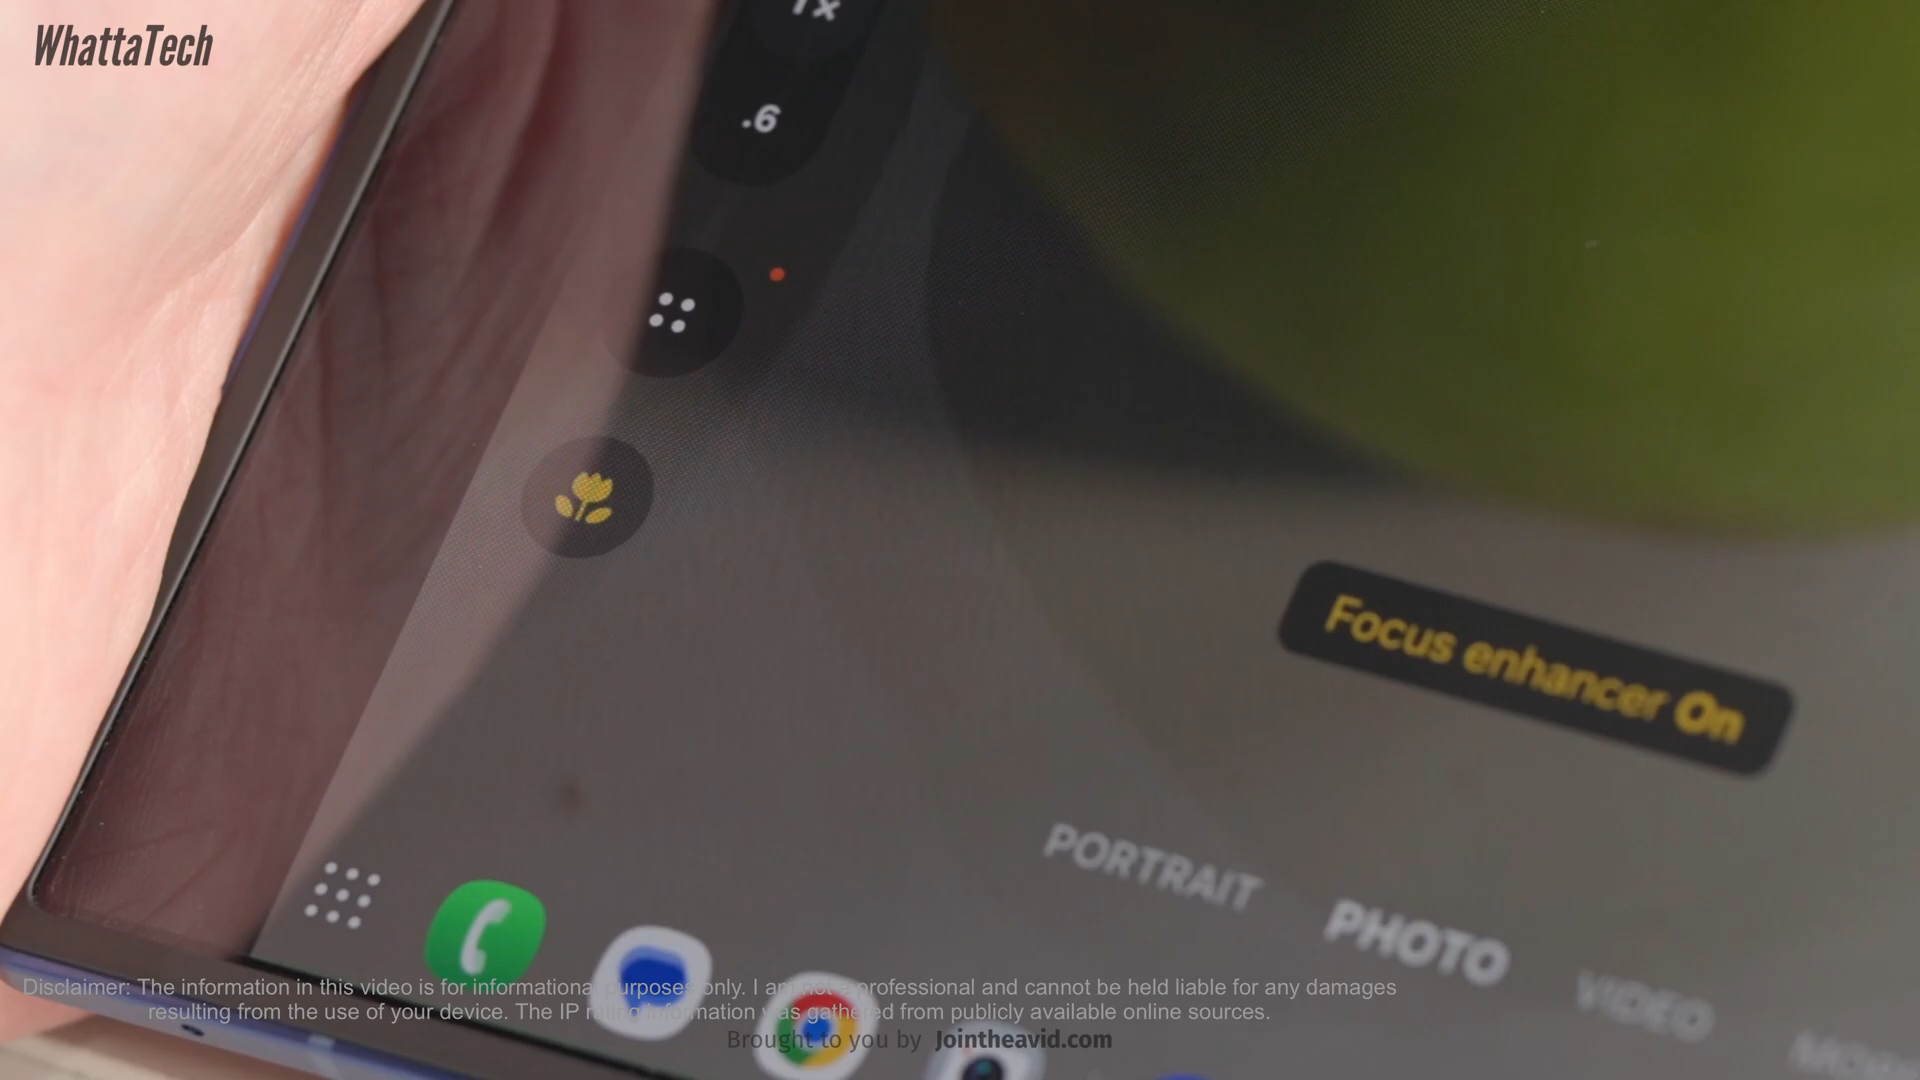 WhattaTech
1x
.6
Focus enhancer On
PORTRAIT
PHOTO
VIDEO
Disclaimer: The information in this video is for informational purposes only. I am not a professional and cannot be held liable for any damages
resulting from the use of your device. The IP rating information was gathered from publicly available online sources.
Brought to you by Jointheavid.com